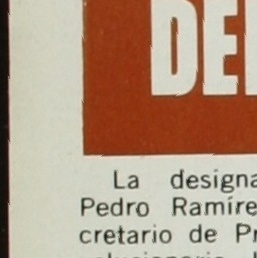 DE
La designa
Pedro Ramíre
cretario de Pr